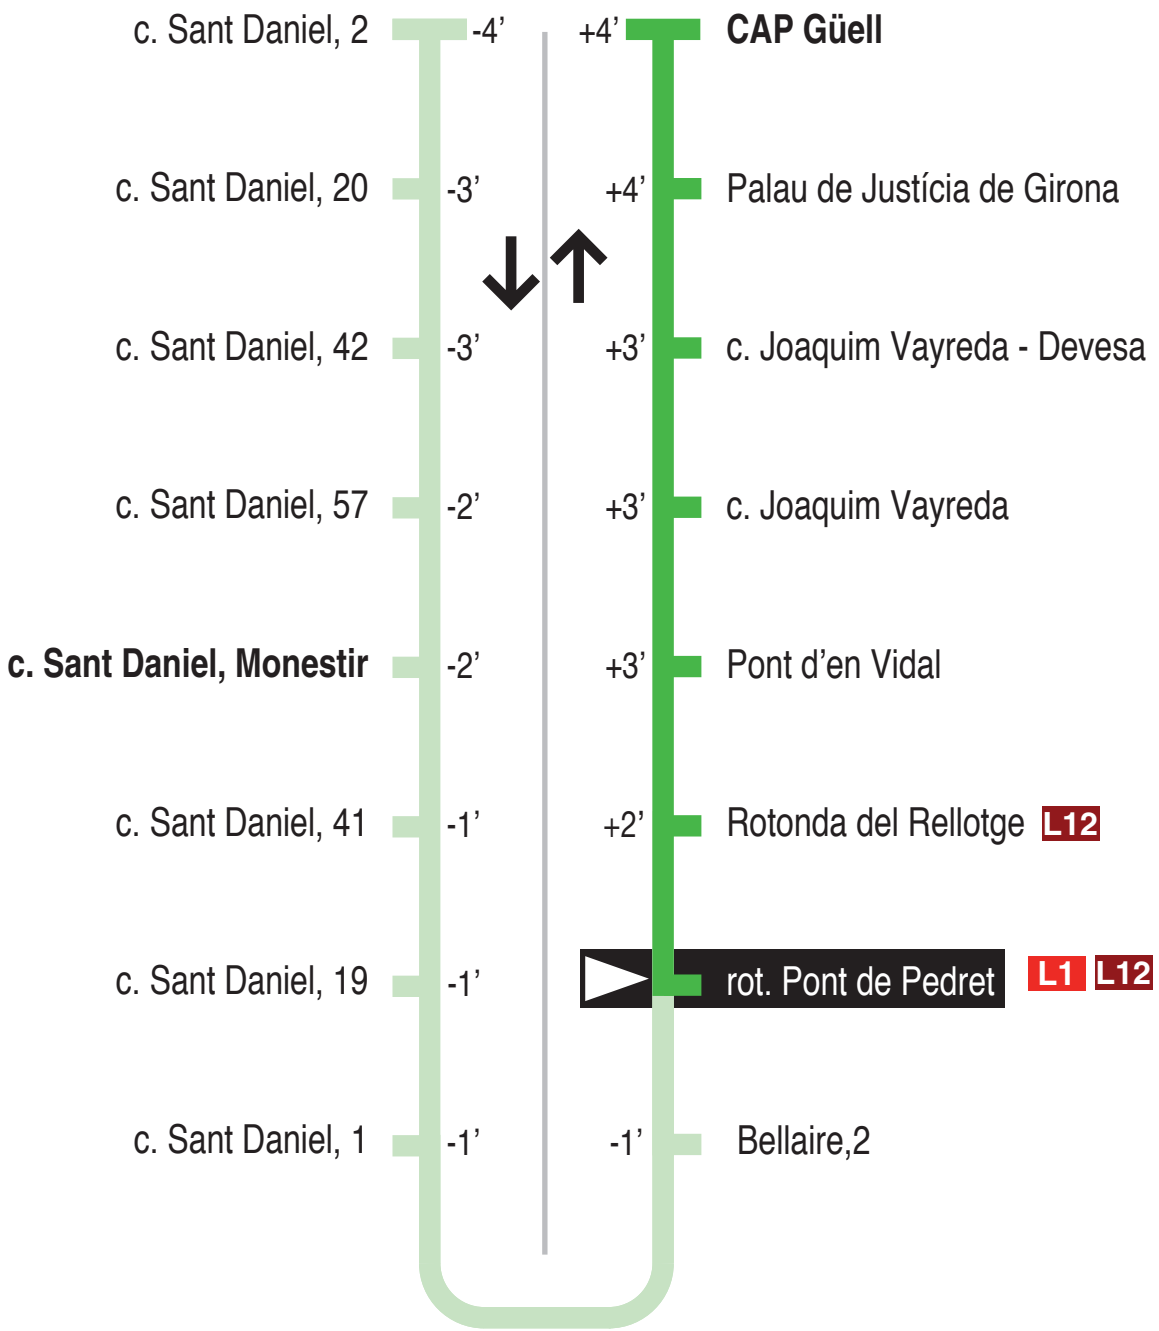 c. Sant Daniel, 2 -4’ +4’ CAP Güell
c. Sant Daniel, 20 -3’ +4’ Palau de Justícia de Girona
c. Sant Daniel, 42 -3’ +3’ c. Joaquim Vayreda - Devesa
c. Sant Daniel, 57 -2’ +3’ c. Joaquim Vayreda
c. Sant Daniel, Monestir -2’ +3’ Pont d’en Vidal
c. Sant Daniel, 41 -1’ +2’ Rotonda del Rellotge L12
c. Sant Daniel, 19 -1’ rot. Pont de Pedret L1 L12
c. Sant Daniel, 1 -1’ -1’ Bellaire,2